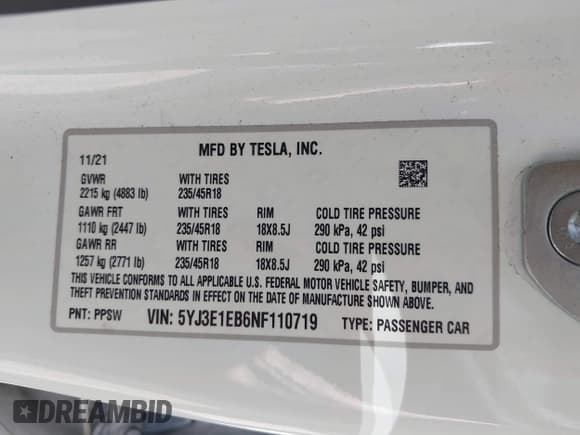 MFD BY TESLA, INC.
11/21
GVWR WITH TIRES
2215 kg (4883 lb) 235/45R18
GAWR FRT WITH TIRES RIM COLD TIRE PRESSURE
1110 kg (2447 lb) 235/45R18 18X8.5J 290 kPa, 42 psi
GAWR RR WITH TIRES RIM COLD TIRE PRESSURE
1257 kg (2771 lb) 235/45R18 18X8.5J 290 kPa, 42 psi
THIS VEHICLE CONFORMS TO ALL APPLICABLE U.S. FEDERAL MOTOR VEHICLE SAFETY, BUMPER, AND
THEFT PREVENTION STANDARDS IN EFFECT ON THE DATE OF MANUFACTURE SHOWN ABOVE.
PNT: PPSW VIN: 5YJ3E1EB6NF110719 TYPE: PASSENGER CAR
DREAMBID